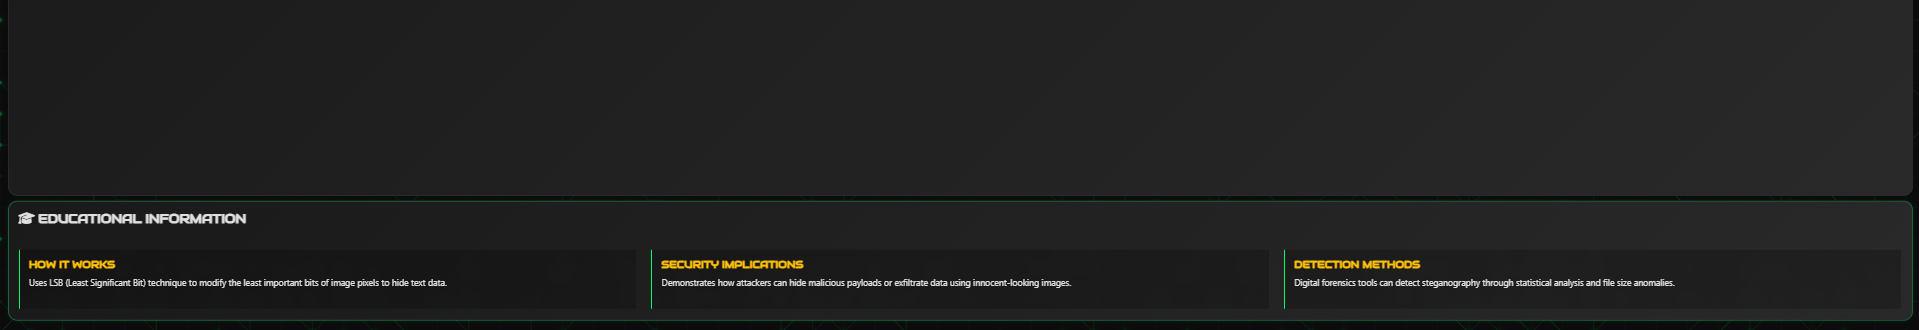 EDUCATIONAL INFORMATION
HOW IT WORKS
Uses LSB (Least Significant Bit) technique to modify the least important bits of image pixels to hide text data.
SECURITY IMPLICATIONS
Demonstrates how attackers can hide malicious payloads or exfiltrate data using innocent-looking images.
DETECTION METHODS
Digital forensics tools can detect steganography through statistical analysis and file size anomalies.